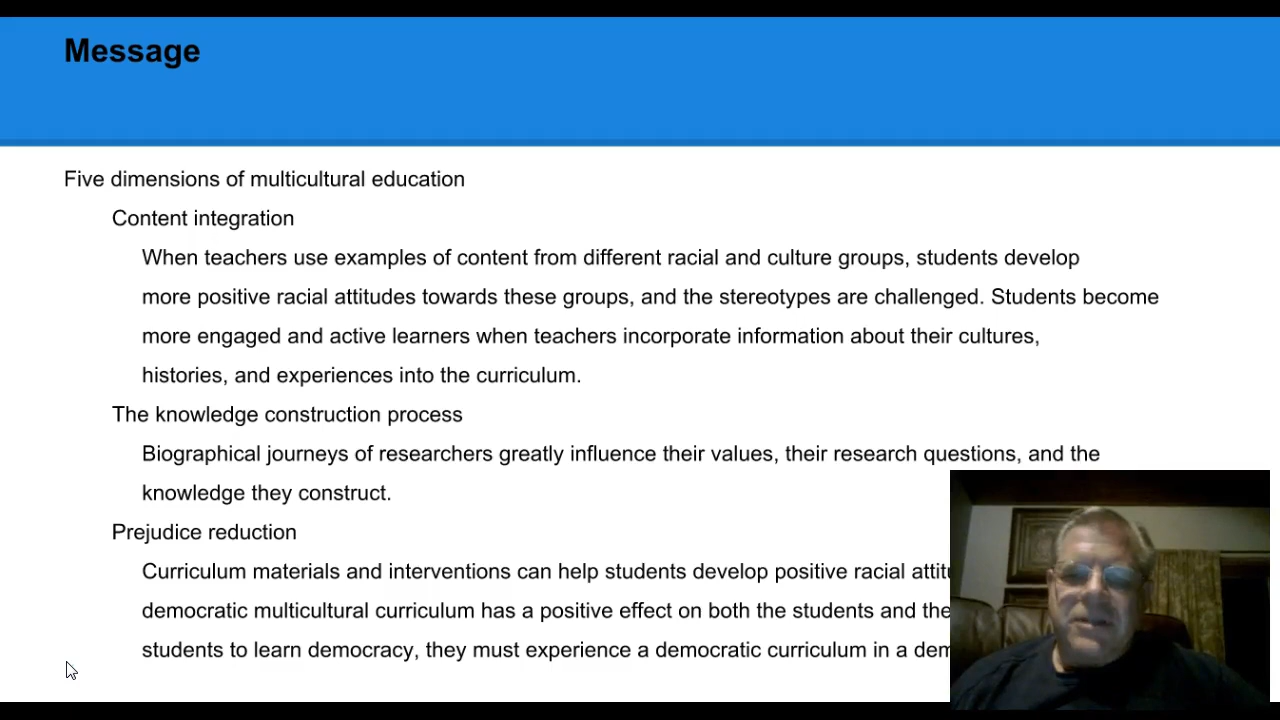 Message
Five dimensions of multicultural education
Content integration
When teachers use examples of content from different racial and culture groups, students develop
more positive racial attitudes towards these groups, and the stereotypes are challenged. Students become
more engaged and active learners when teachers incorporate information about their cultures,
histories, and experiences into the curriculum.
The knowledge construction process
Biographical journeys of researchers greatly influence their values, their research questions, and the
knowledge they construct.
Prejudice reduction
Curriculum materials and interventions can help students develop positive racial
democratic multicultural curriculum has a positive effect on both the students and the
students to learn democracy, they must experience a democratic curriculum in a